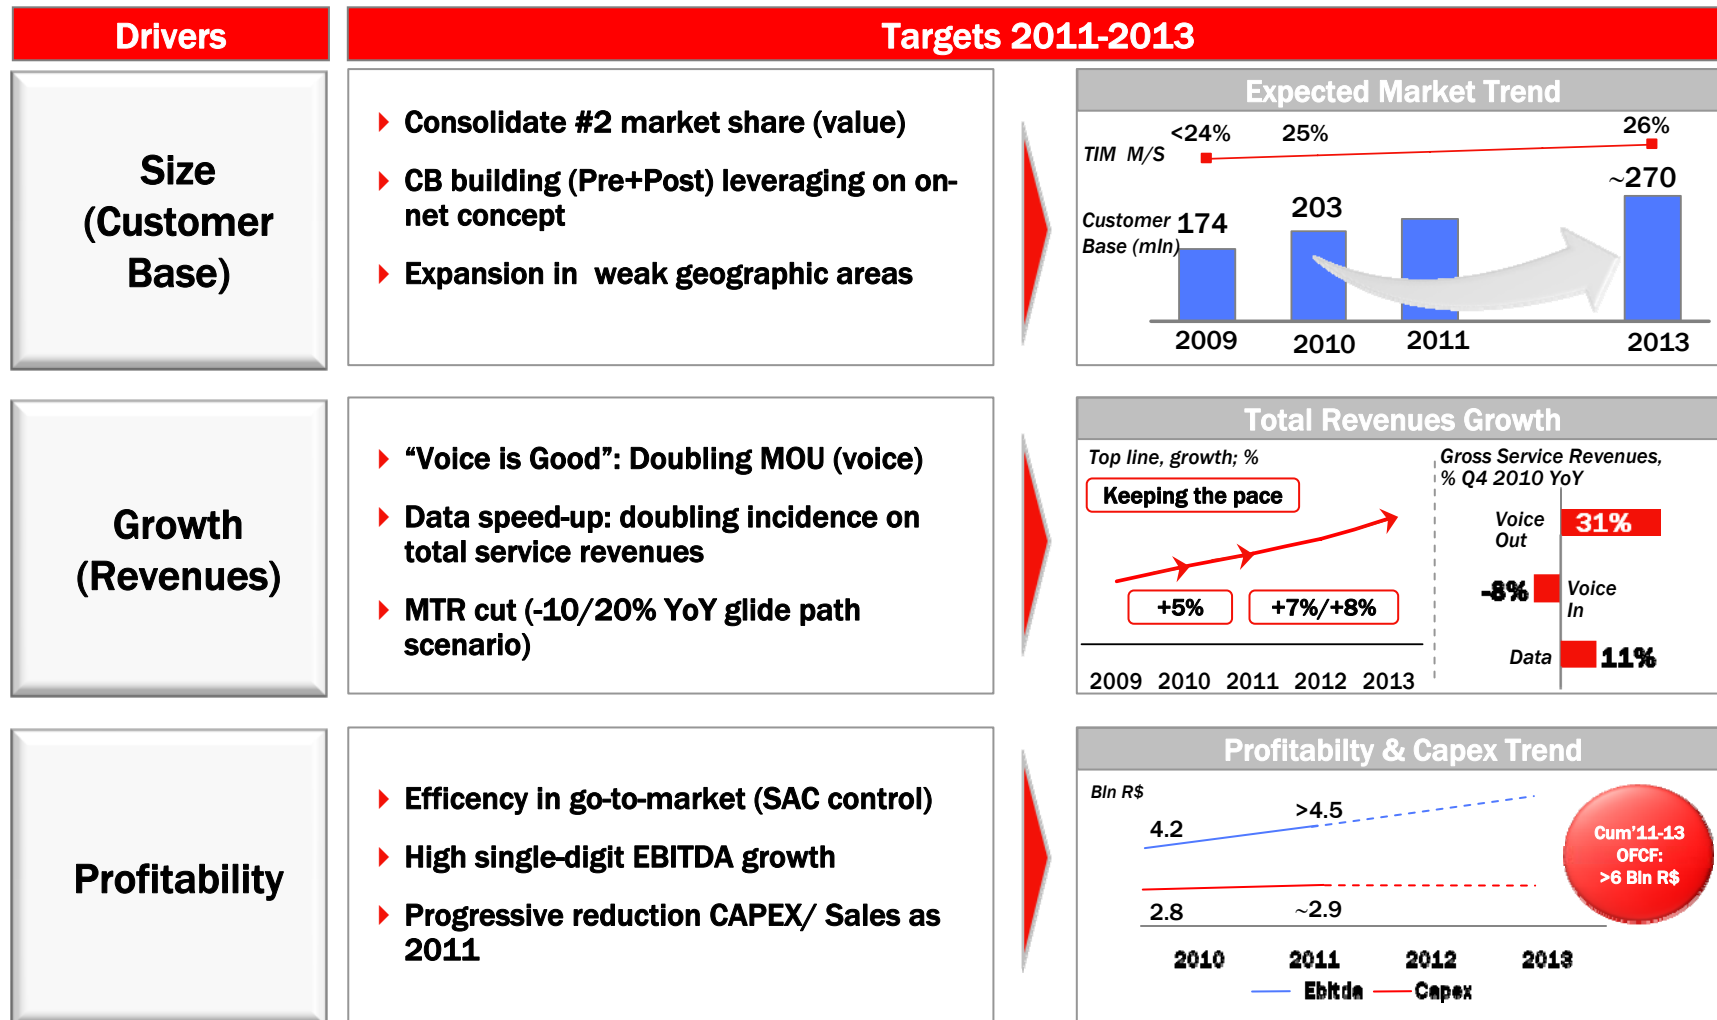 Drivers
Targets 2011-2013
Size
(Customer
Base)
Consolidate #2 market share (value)
CB building (Pre+Post) leveraging on on-
net concept
Expansion in weak geographic areas
Expected Market Trend
<24%
25%
26%
TIM M/S
~270
203
174
Customer
Base (mln)
2009
2010
2011
2013
Growth
(Revenues)
“Voice is Good”: Doubling MOU (voice)
Data speed-up: doubling incidence on
total service revenues
MTR cut (-10/20% YoY glide path
scenario)
Total Revenues Growth
Top line, growth; %
Keeping the pace
+5%
+7%/+8%
2009 2010 2011 2012 2013
Gross Service Revenues,
% Q4 2010 YoY
Voice
Out
31%
-8%
Voice
In
Data
11%
Profitability
Efficency in go-to-market (SAC control)
High single-digit EBITDA growth
Progressive reduction CAPEX/ Sales as
2011
Profitabilty & Capex Trend
Bln R$
4.2
>4.5
2.8
~2.9
2010 2011 2012 2013
Ebitda Capex
Cum’11-13
OFCF:
>6 Bln R$